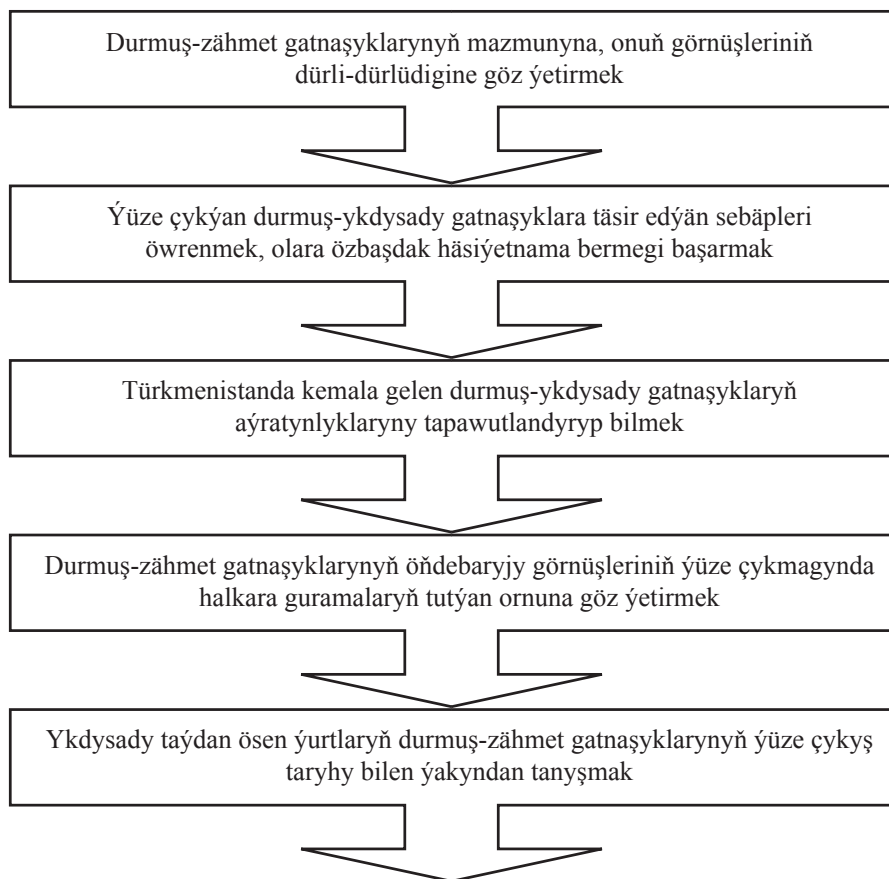 Durmuş-zähmet gatnaşyklarynyň mazmunyna, onuň görnüşleriniň
dürli-dürlüdigine göz ýetirmek
Ýüze çykýan durmuş-ykdysady gatnaşyklara täsir edýän sebäpleri
öwrenmek, olara özbaşdak häsiýetnama bermegi başarmak
Türkmenistanda kemala gelen durmuş-ykdysady gatnaşyklaryň
aýratynlyklaryny tapawutlandyryp bilmek
Durmuş-zähmet gatnaşyklarynyň öňdebaryjy görnüşleriniň ýüze çykmagynda
halkara guramalaryň tutýan ornuna göz ýetirmek
Ykdysady taýdan ösen ýurtlaryň durmuş-zähmet gatnaşyklarynyň ýüze çykyş
taryhy bilen ýakyndan tanyşmak